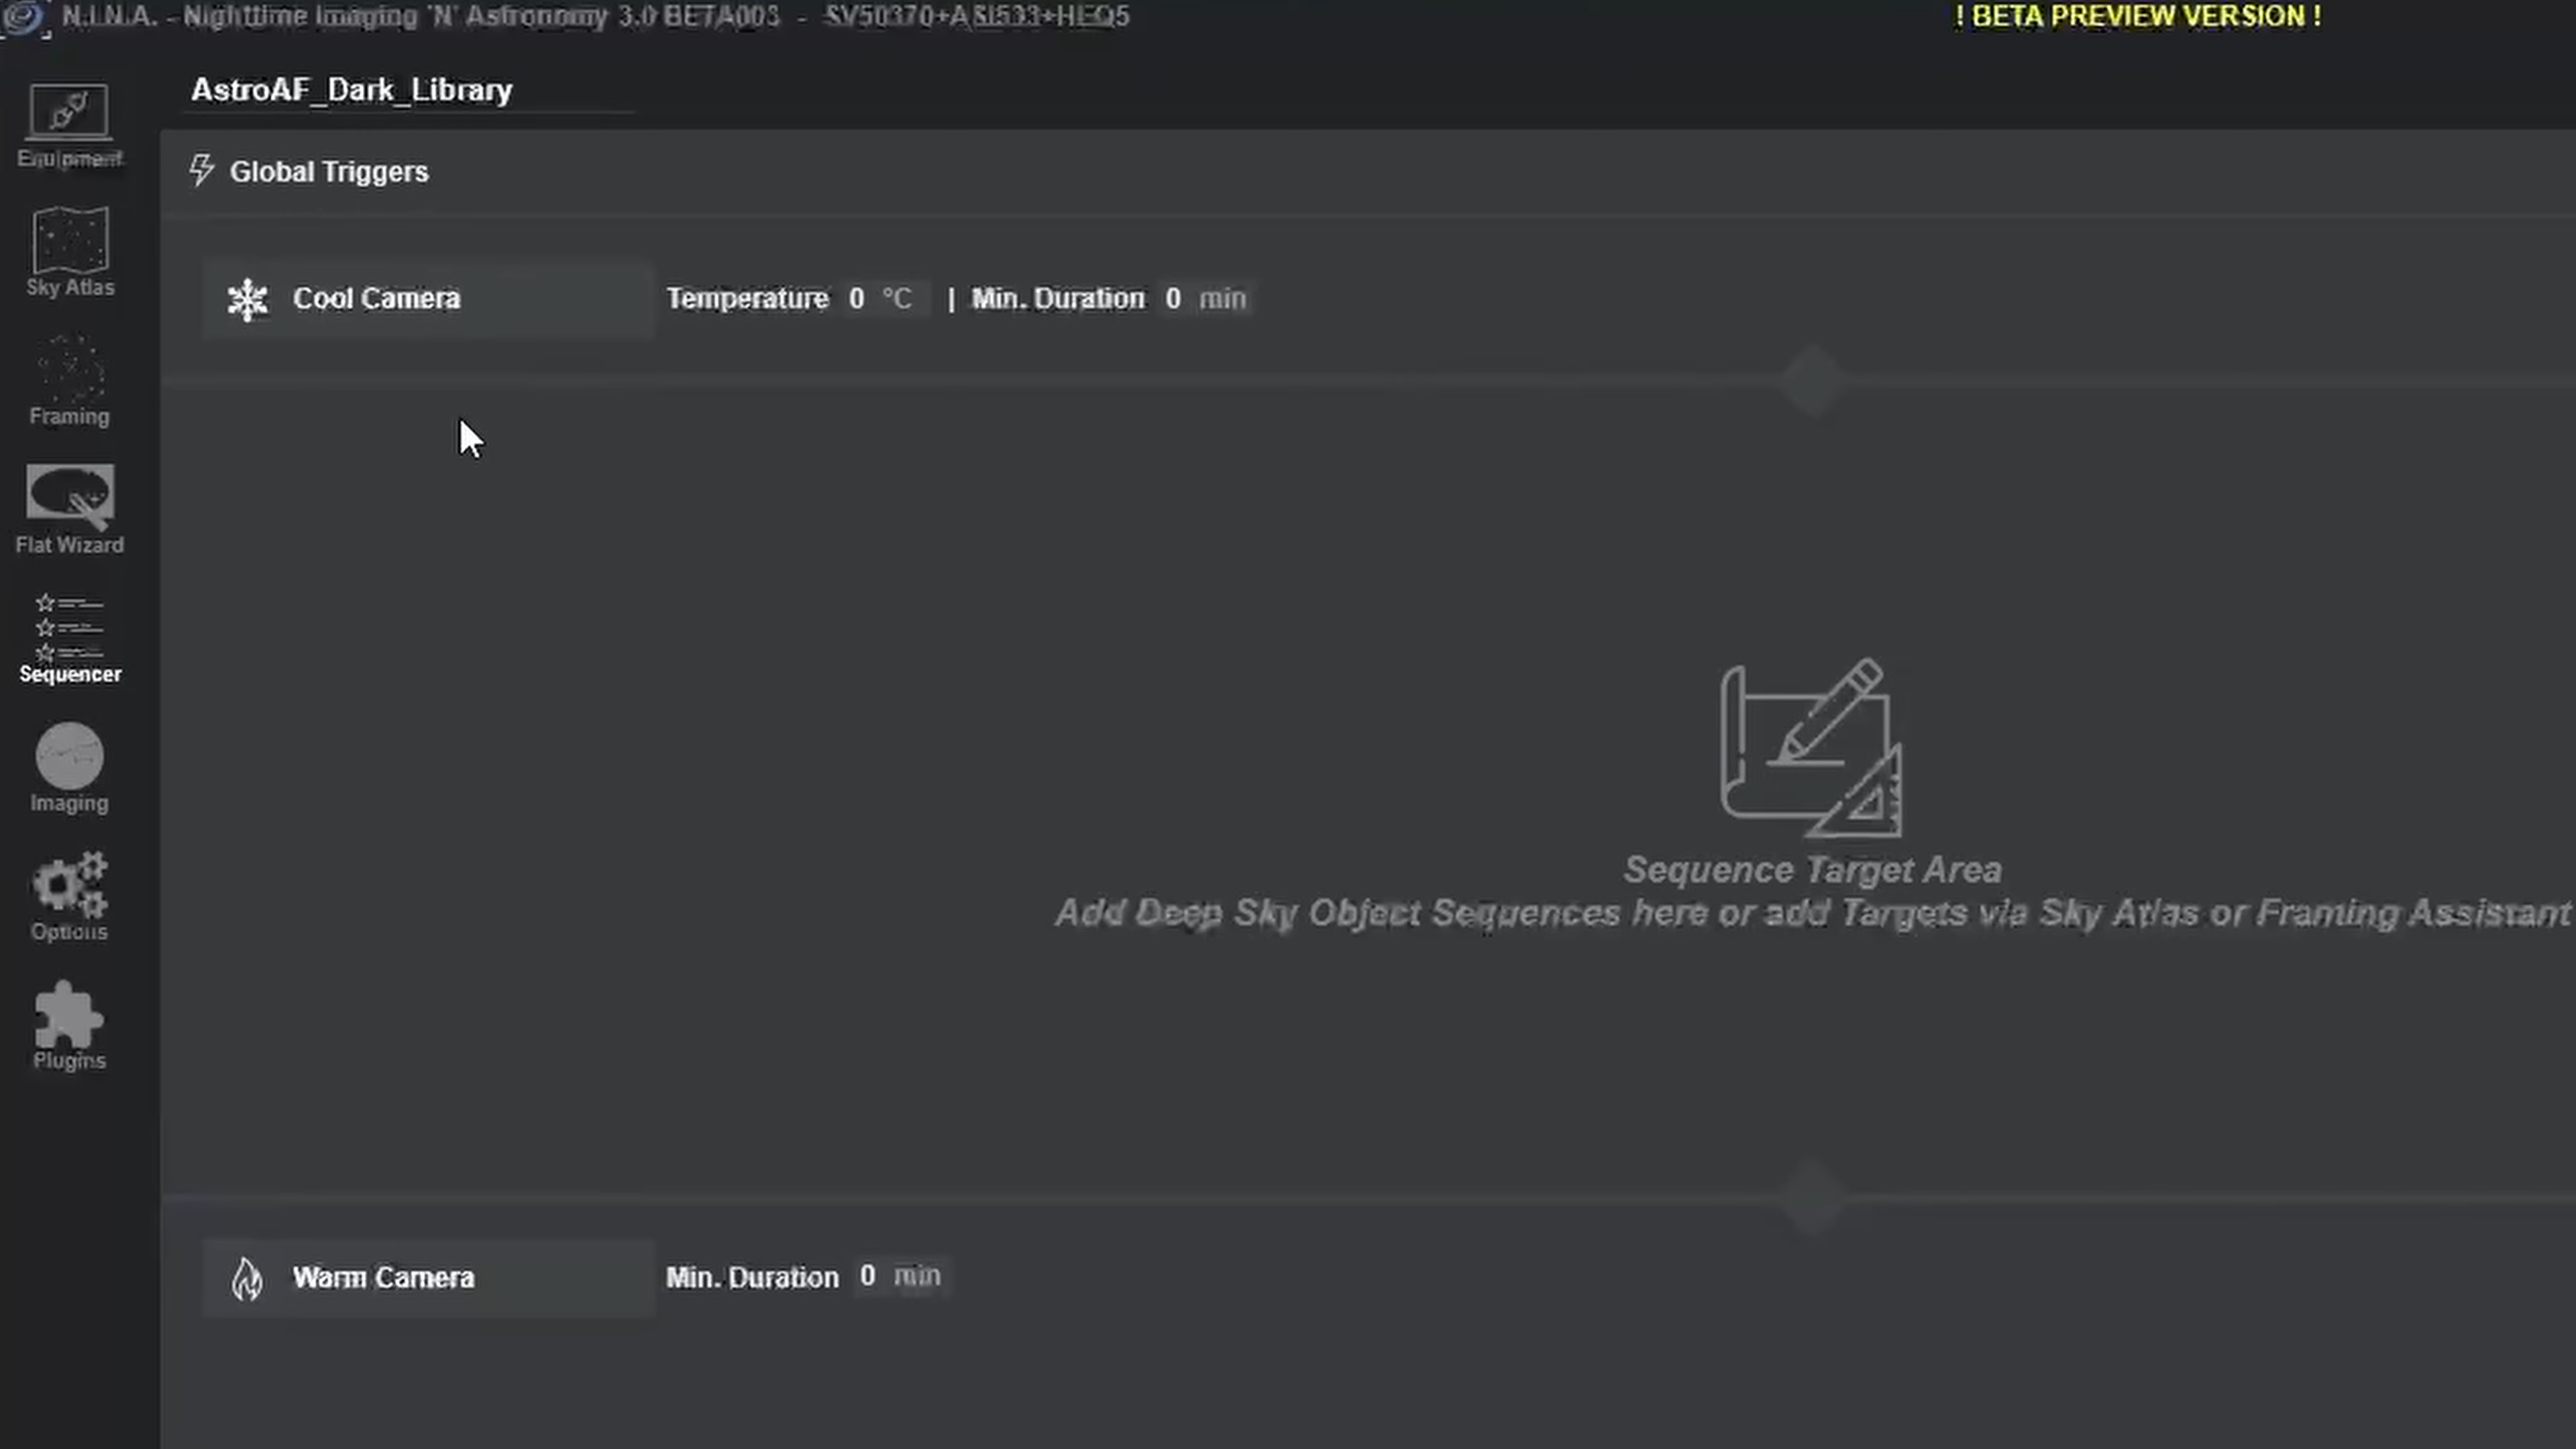 N.I.N.A. - Nighttime Imaging 'N' Astronomy 3.0 BETA003 - SV50370+ASI533+HEQ5
! BETA PREVIEW VERSION !
AstroAF_Dark_Library
Equipment
Global Triggers
Sky Atlas
Cool Camera Temperature 0 °C | Min. Duration 0 min
Framing
Flat Wizard
Sequencer
Imaging
Sequence Target Area
Add Deep Sky Object Sequences here or add Targets via Sky Atlas or Framing Assistant
Options
Plugins
Warm Camera Min. Duration 0 min